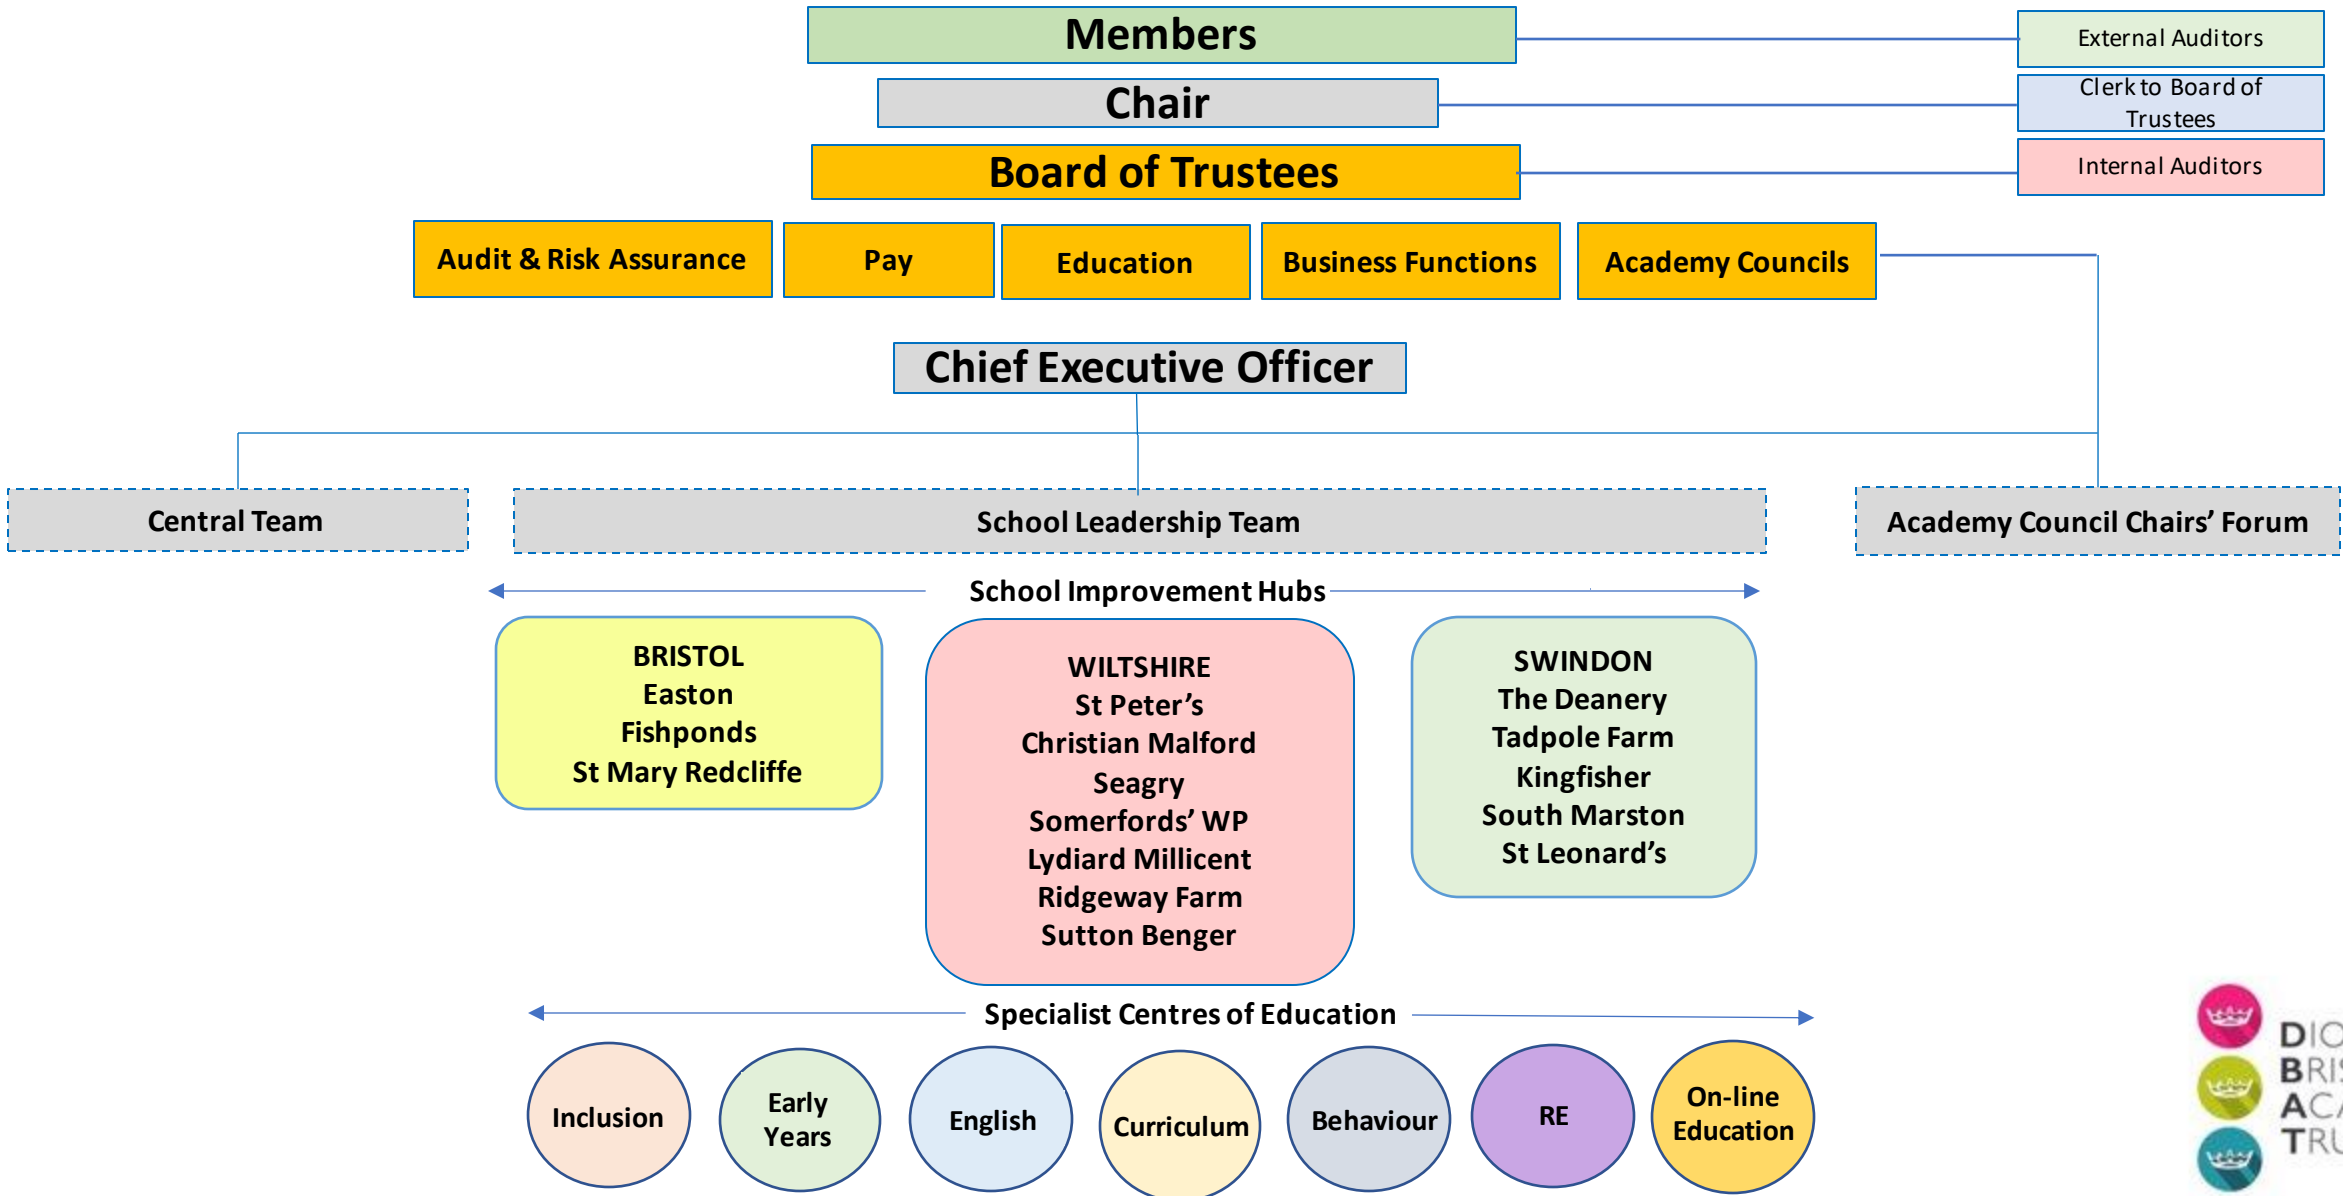 Members
External Auditors
Chair
Clerk to Board of
Trustees
Board of Trustees
Internal Auditors
Audit & Risk Assurance
Pay
Education
Business Functions
Academy Councils
Chief Executive Officer
Central Team
School Leadership Team
Academy Council Chairs’ Forum
School Improvement Hubs
BRISTOL
Easton
Fishponds
St Mary Redcliffe
WILTSHIRE
St Peter’s
Christian Malford
Seagry
Somerfords’ WP
Lydiard Millicent
Ridgeway Farm
Sutton Benger
SWINDON
The Deanery
Tadpole Farm
Kingfisher
South Marston
St Leonard’s
Specialist Centres of Education
Inclusion
Early
Years
English
Curriculum
Behaviour
RE
On-line
Education